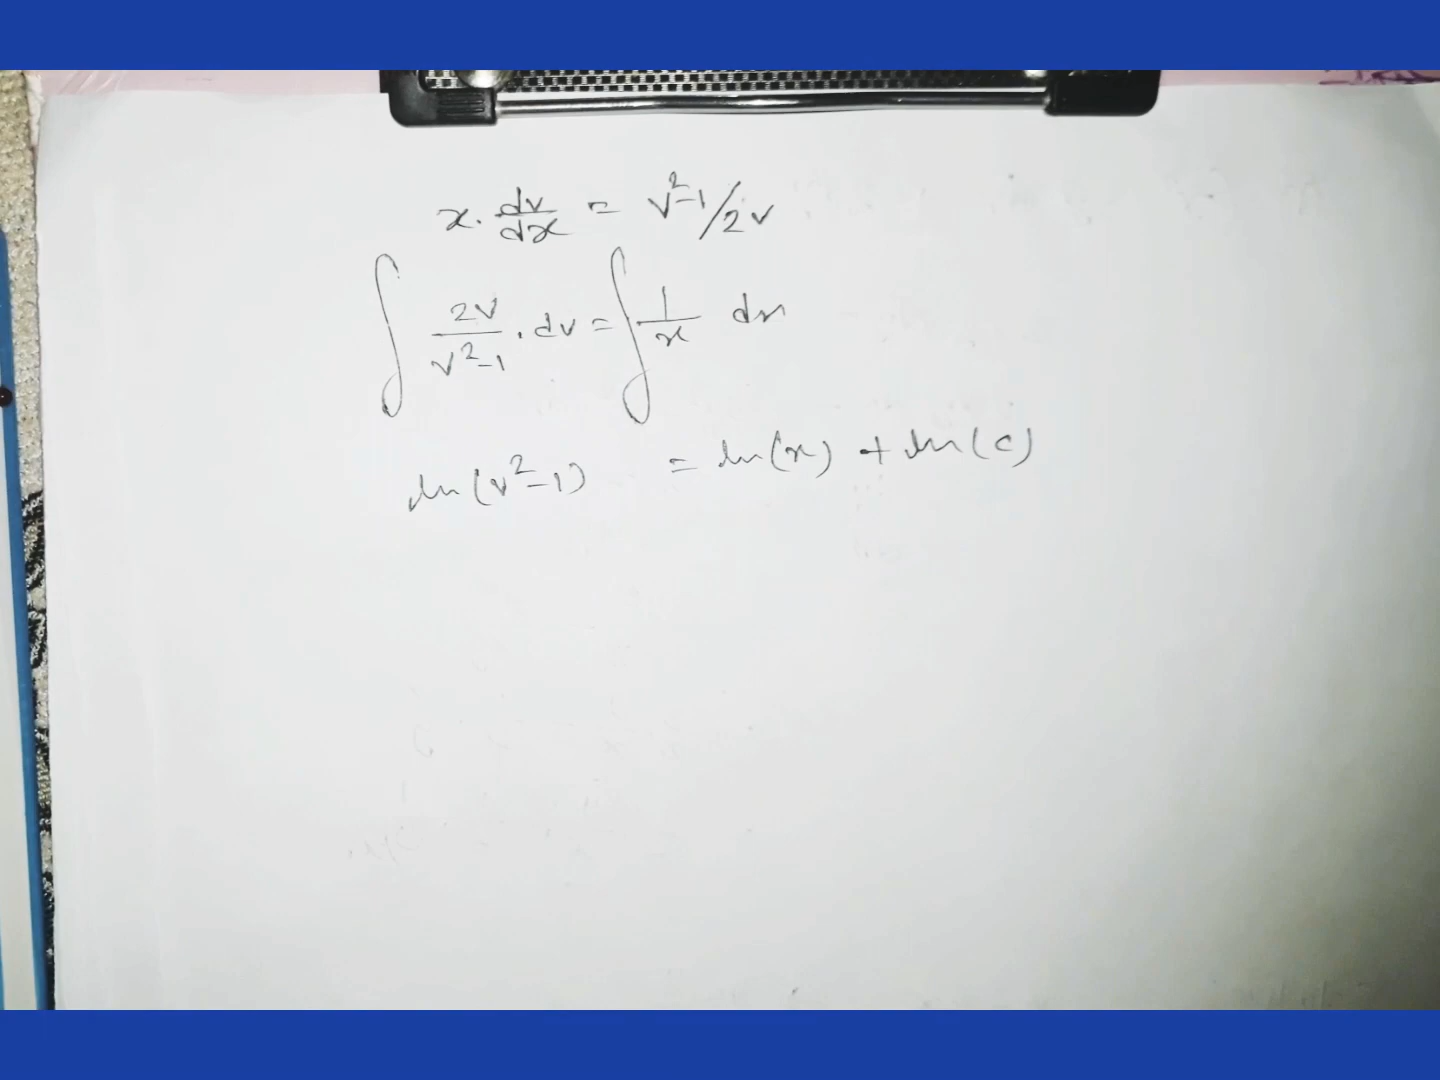 x. dv/dx = v²-1/2v
∫ 2v/v²-1 . dv = ∫ 1/x dx
ln(v²-1) = ln(x) + ln(c)